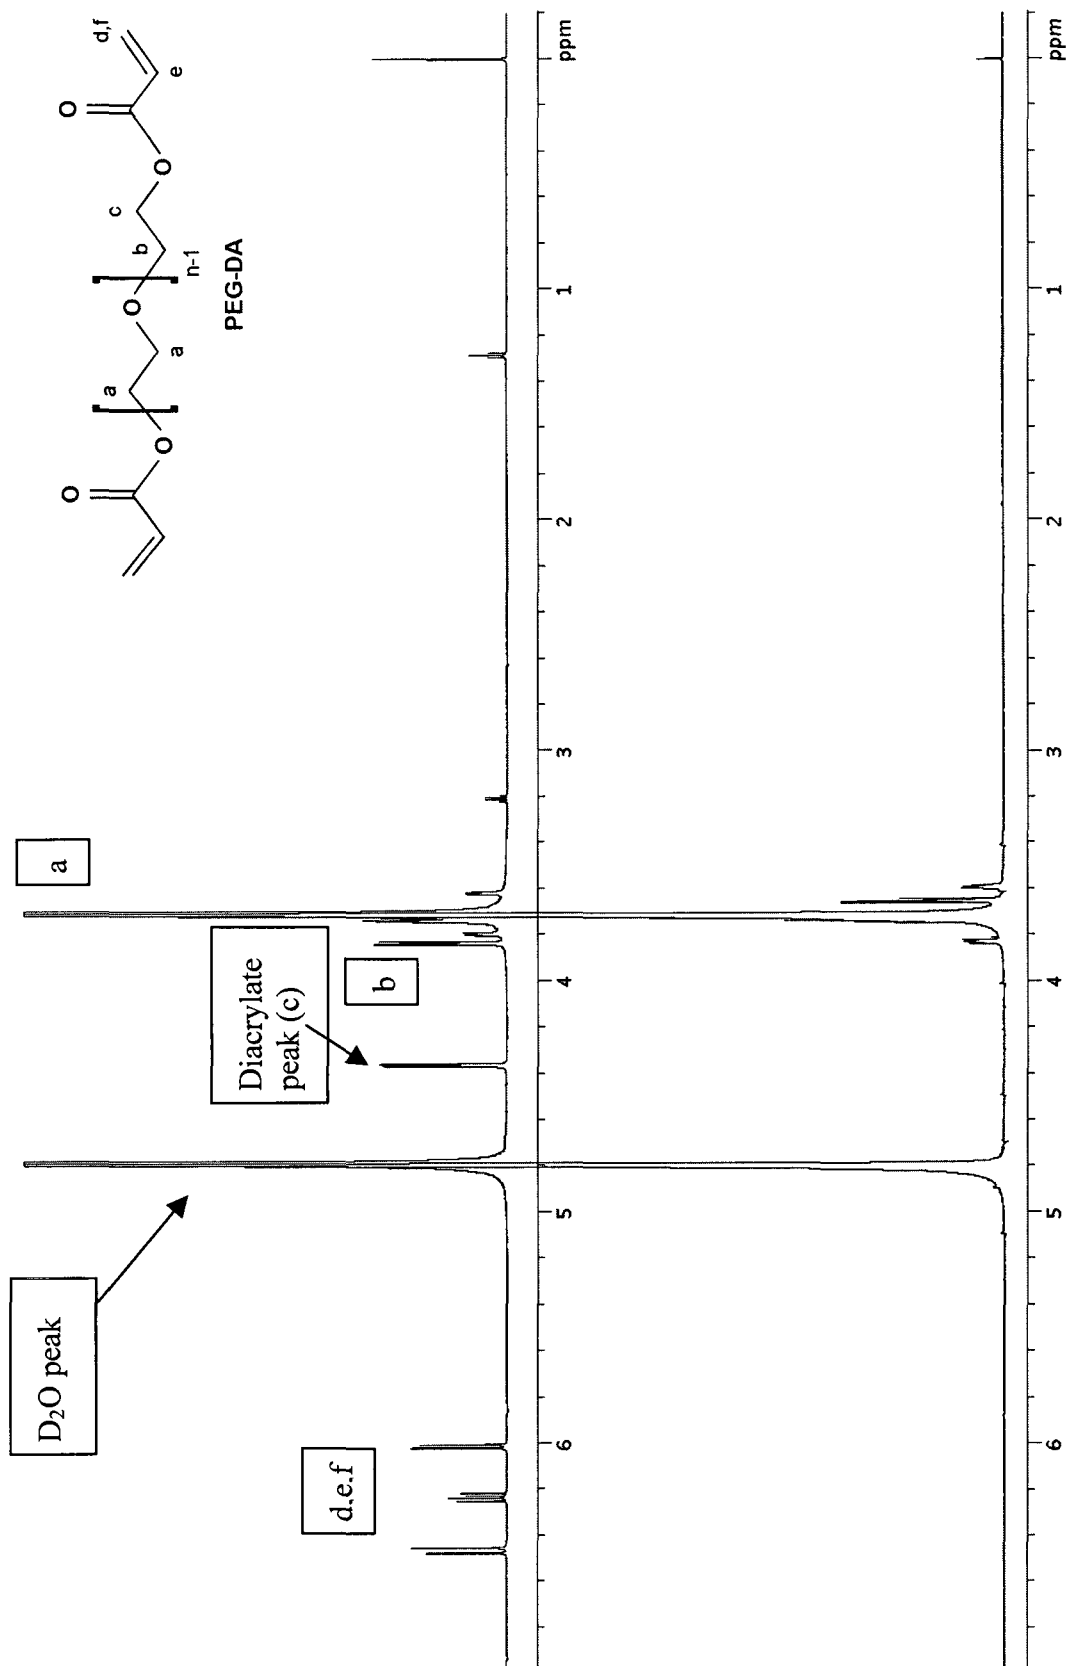 D₂O peak
d.e.f
Diacrylate
peak (c)
b
a
O
O
a
a
O
n-1
b
c
O
O
e
d,f
PEG-DA
6
5
4
3
2
1
ppm
6
5
4
3
2
1
ppm